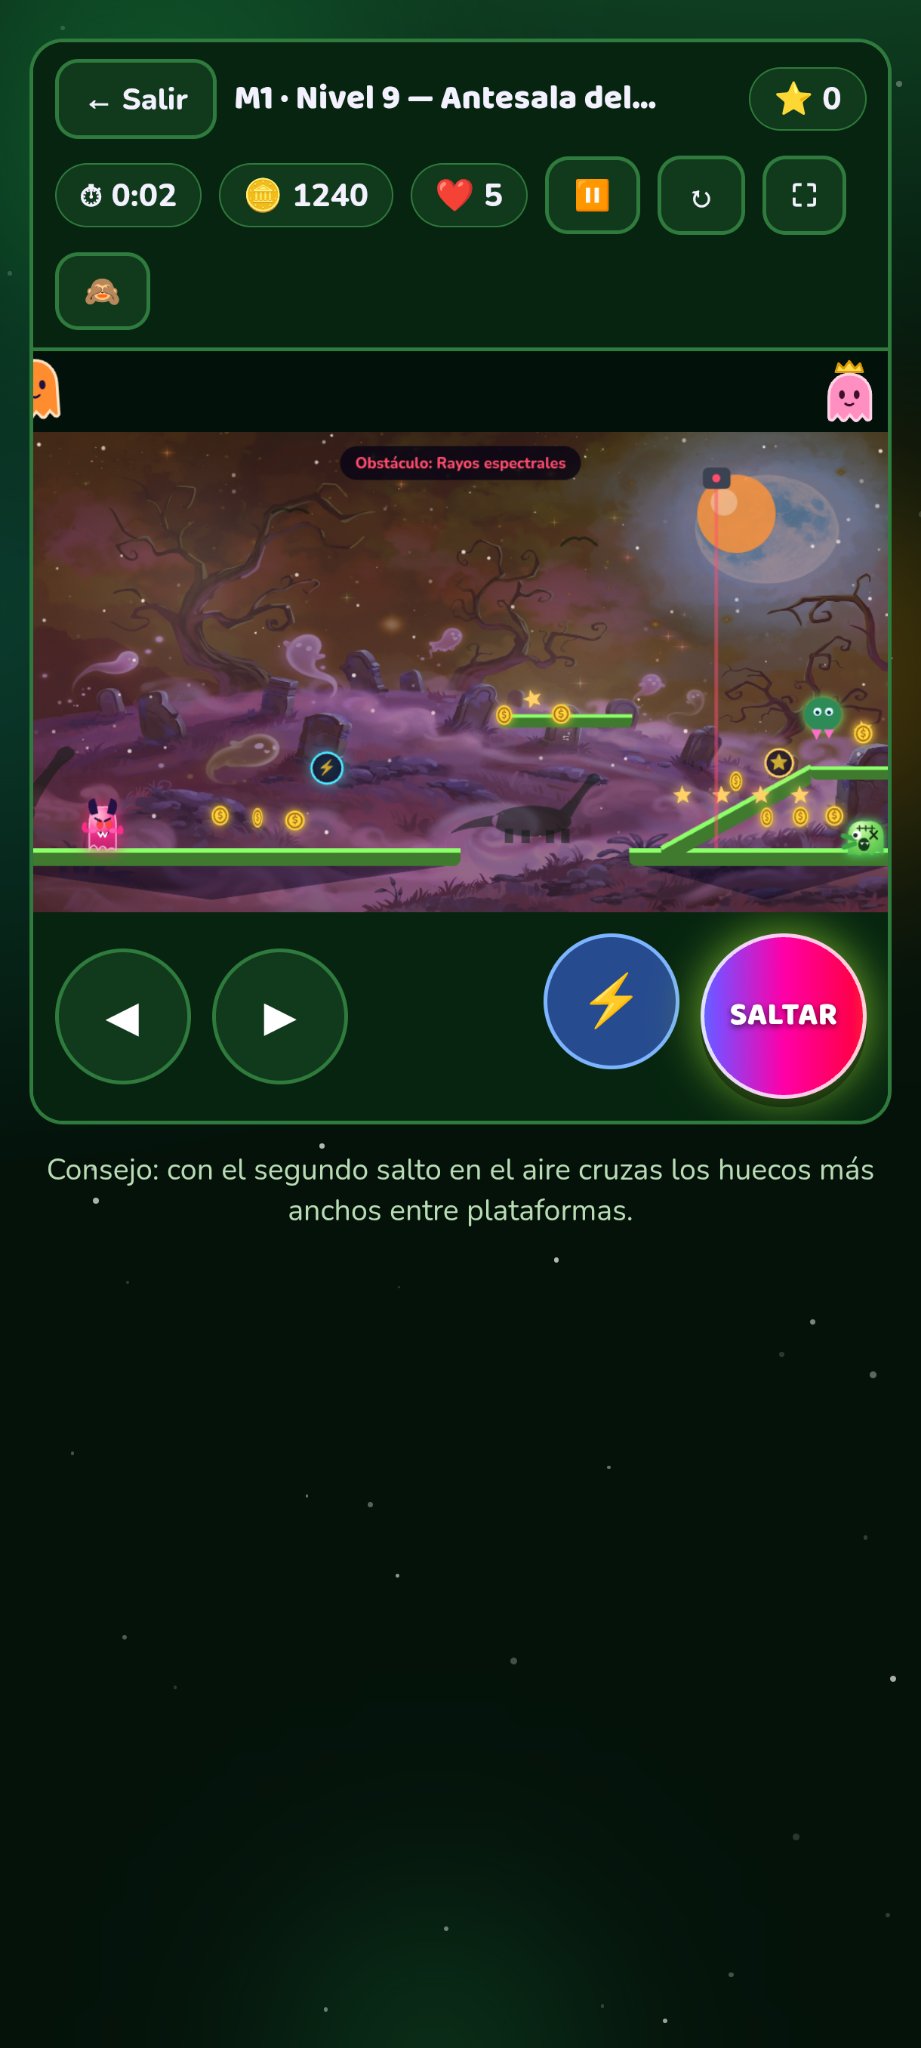 ← Salir
M1 · Nivel 9 — Antesala del...
0
0:02
1240
5
Obstáculo: Rayos espectrales
SALTAR
Consejo: con el segundo salto en el aire cruzas los huecos más
anchos entre plataformas.